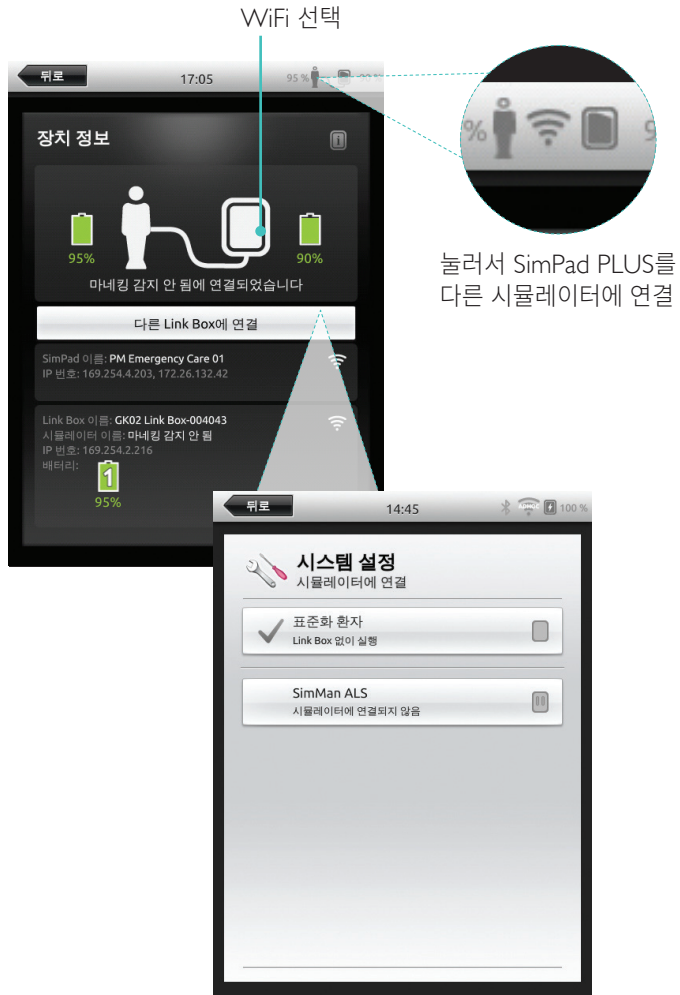 WiFi 선택
뒤로
17:05
95 %
%
눌러서 SimPad PLUS를
다른 시뮬레이터에 연결
장치 정보
95%
90%
마네킹 감지 안 됨에 연결되었습니다
다른 Link Box에 연결
SimPad 이름: PM Emergency Care 01
IP 번호: 169.254.4.203, 172.26.132.42
Link Box 이름: GK02 Link Box-004043
시뮬레이터 이름: 마네킹 감지 안 됨
IP 번호: 169.254.2.216
배터리:
1
95%
뒤로
14:45
100 %
시스템 설정
시뮬레이터에 연결
표준화 환자
Link Box 없이 실행
SimMan ALS
시뮬레이터에 연결되지 않음